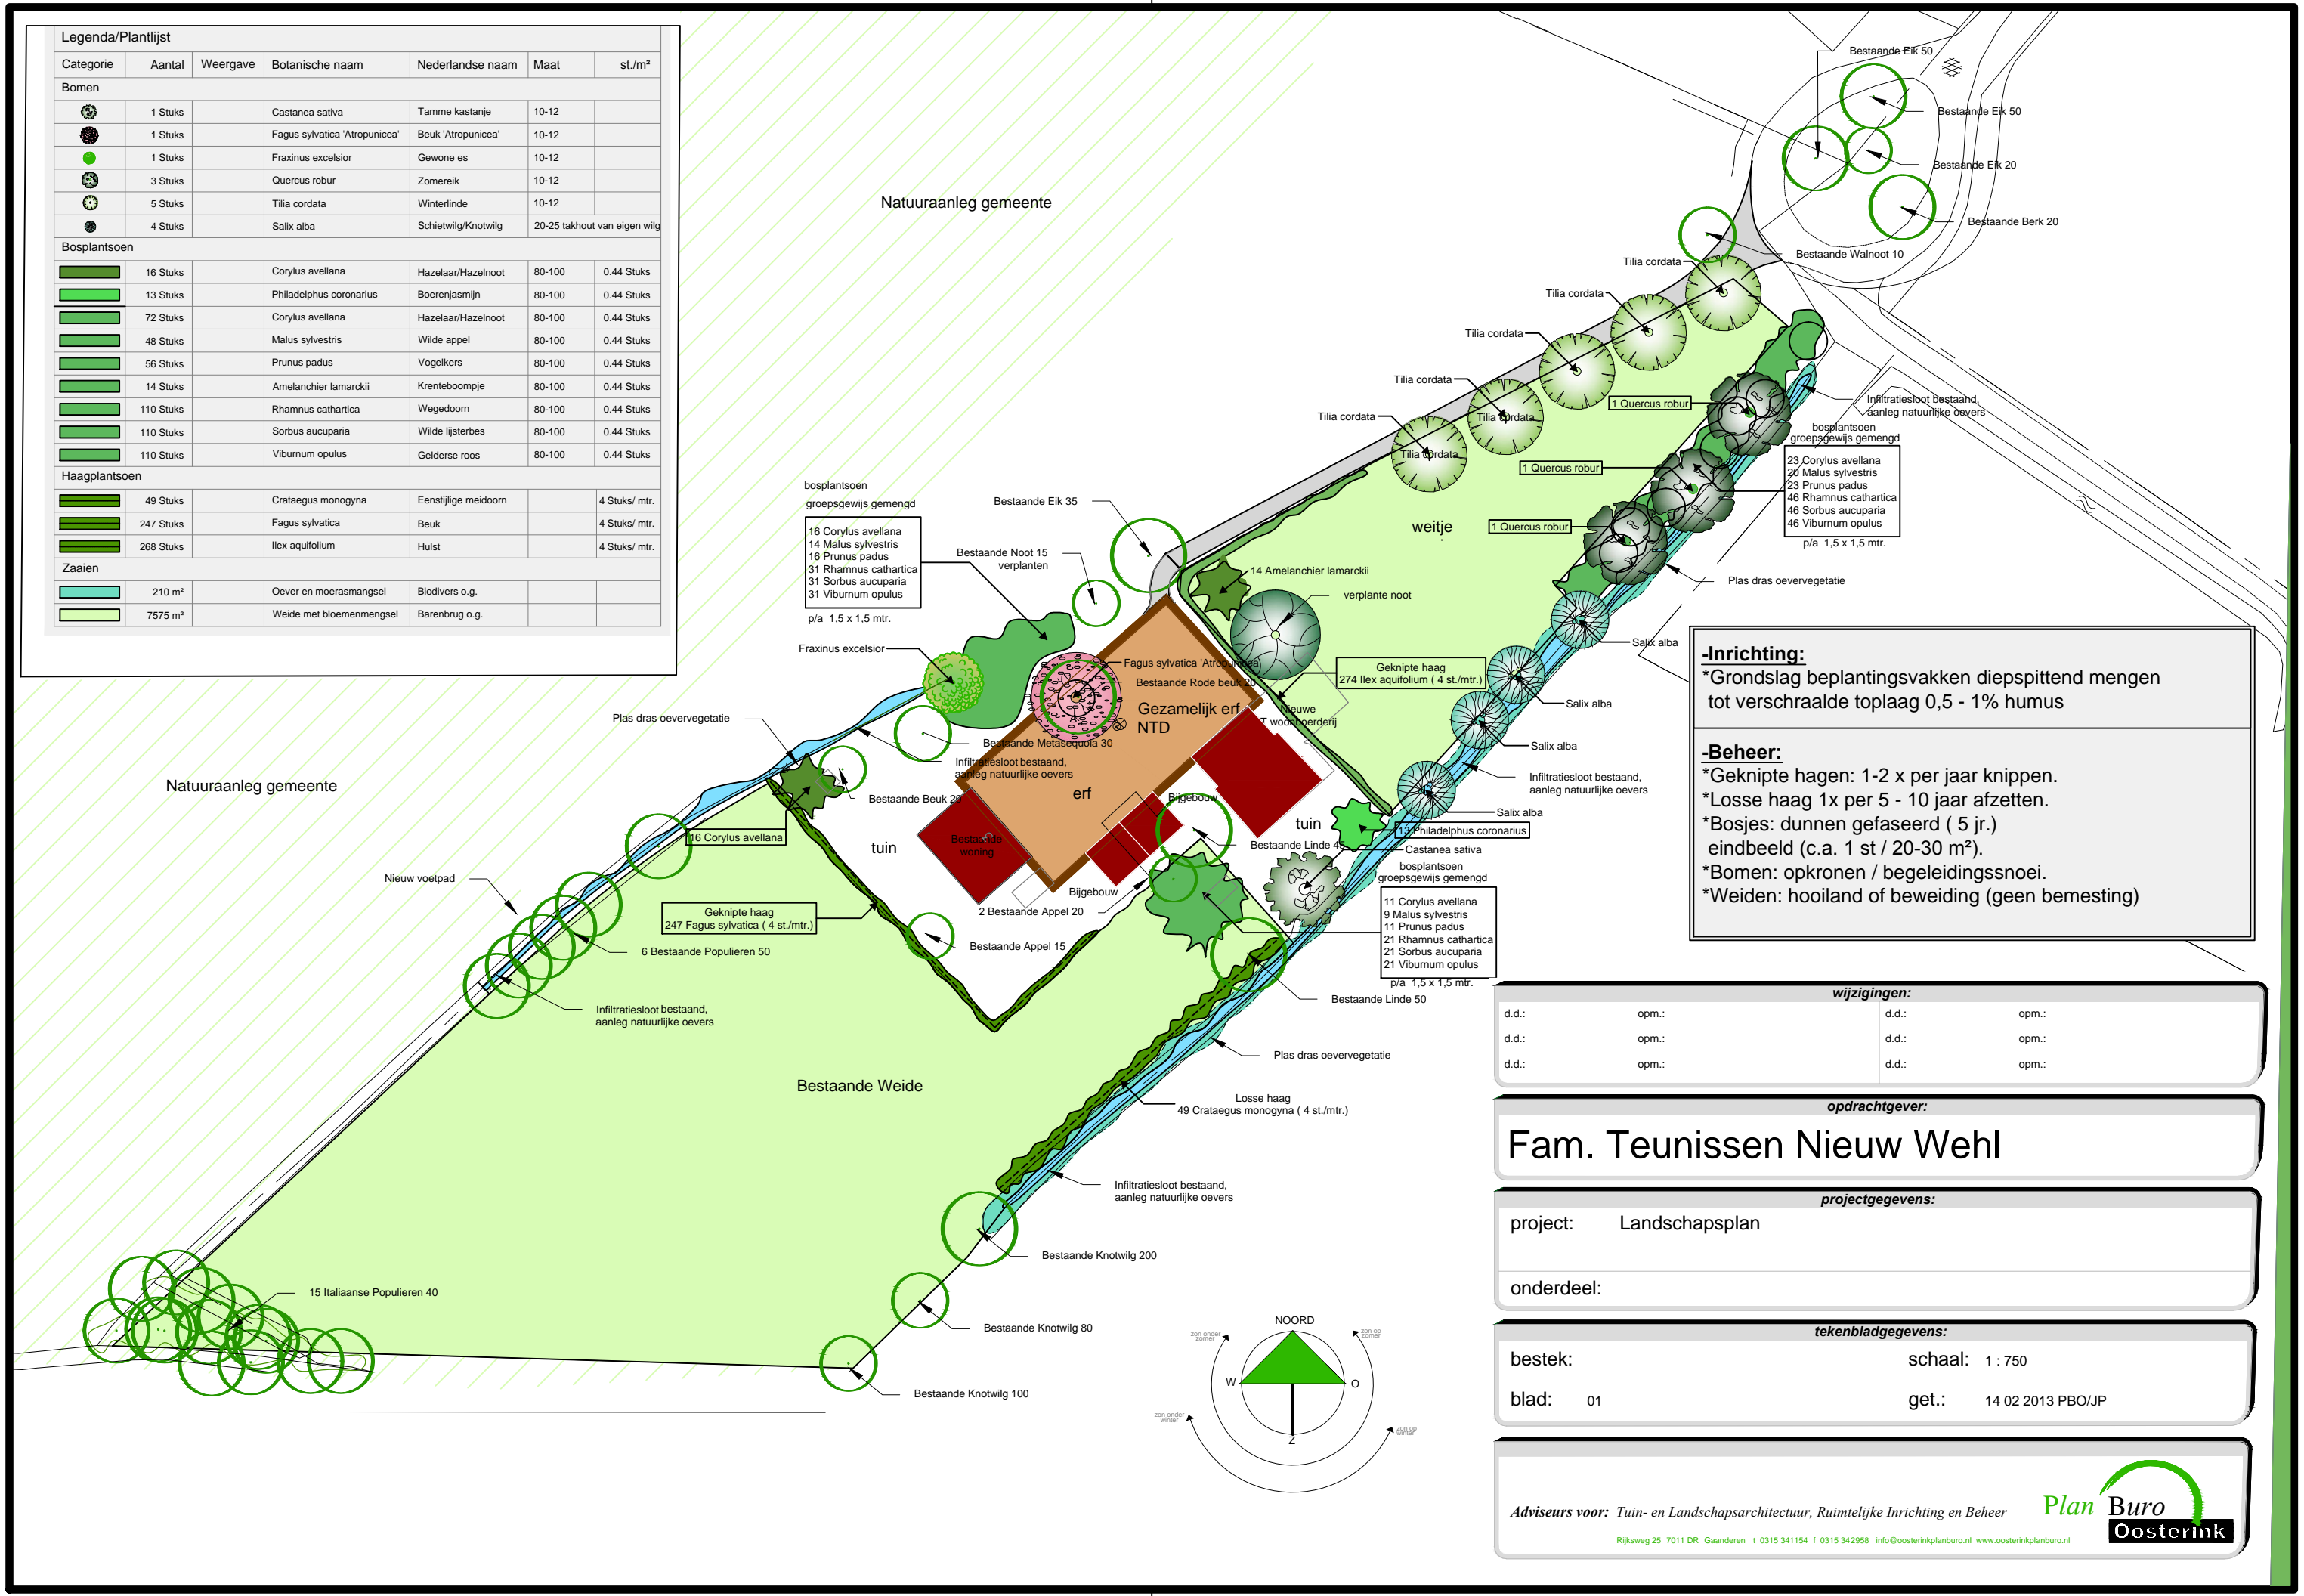 Legenda/Plantlijst
Categorie Aantal Weergave Botanische naam Nederlandse naam Maat st./m²
Bomen
1 Stuks Castanea sativa Tamme kastanje 10-12
1 Stuks Fagus sylvatica 'Atropunicea' Beuk 'Atropunicea' 10-12
1 Stuks Fraxinus excelsior Gewone es 10-12
3 Stuks Quercus robur Zomereik 10-12
5 Stuks Tilia cordata Winterlinde 10-12
4 Stuks Salix alba Schietwilg/Knotwilg 20-25 takhout van eigen wilg
Bosplantsoen
16 Stuks Corylus avellana Hazelaar/Hazelnoot 80-100 0.44 Stuks
13 Stuks Philadelphus coronarius Boerenjasmijn 80-100 0.44 Stuks
72 Stuks Corylus avellana Hazelaar/Hazelnoot 80-100 0.44 Stuks
48 Stuks Malus sylvestris Wilde appel 80-100 0.44 Stuks
56 Stuks Prunus padus Vogelkers 80-100 0.44 Stuks
14 Stuks Amelanchier lamarckii Krenteboompje 80-100 0.44 Stuks
110 Stuks Rhamnus cathartica Wegedoorn 80-100 0.44 Stuks
110 Stuks Sorbus aucuparia Wilde lijsterbes 80-100 0.44 Stuks
110 Stuks Viburnum opulus Gelderse roos 80-100 0.44 Stuks
Haagplantsoen
49 Stuks Crataegus monogyna Eenstijlige meidoorn 4 Stuks/ mtr.
247 Stuks Fagus sylvatica Beuk 4 Stuks/ mtr.
268 Stuks Ilex aquifolium Hulst 4 Stuks/ mtr.
Zaaien
210 m² Oever en moerasmangsel Biodivers o.g.
7575 m² Weide met bloemenmengsel Barenbrug o.g.
Natuuraanleg gemeente
Bestaande Eik 50
Bestaande Eik 50
Bestaande Eik 20
Bestaande Berk 20
Bestaande Walnoot 10
Tilia cordata
Tilia cordata
Tilia cordata
Tilia cordata
Tilia cordata
Tilia cordata
Tilia cordata
1 Quercus robur
1 Quercus robur
1 Quercus robur
Infiltratiesloot bestaand,
aanleg natuurlijke oevers
bosplantsoen
groepsgewijs gemengd
23 Corylus avellana
20 Malus sylvestris
23 Prunus padus
46 Rhamnus cathartica
46 Sorbus aucuparia
46 Viburnum opulus
p/a 1,5 x 1,5 mtr.
weitje
bosplantsoen
groepsgewijs gemengd
16 Corylus avellana
14 Malus sylvestris
16 Prunus padus
31 Rhamnus cathartica
31 Sorbus aucuparia
31 Viburnum opulus
p/a 1,5 x 1,5 mtr.
Bestaande Eik 35
Bestaande Noot 15
verplanten
14 Amelanchier lamarckii
verplante noot
Plas dras oevervegetatie
Salix alba
Fraxinus excelsior
Fagus sylvatica 'Atropunicea'
Bestaande Rode beuk 20
Geknipte haag
274 Ilex aquifolium ( 4 st./mtr.)
Gezamelijk erf
NTD
Nieuwe
T woonboerderij
Salix alba
Plas dras oevervegetatie
Bestaande Metasequoia 30
Infiltratiesloot bestaand,
aanleg natuurlijke oevers
Salix alba
Infiltratiesloot bestaand,
aanleg natuurlijke oevers
Natuuraanleg gemeente
Bestaande Beuk 20
erf
Bijgebouw
Salix alba
16 Corylus avellana
tuin
Bestaande
woning
tuin
13 Philadelphus coronarius
Bestaande Linde 45
Castanea sativa
bosplantsoen
groepsgewijs gemengd
11 Corylus avellana
9 Malus sylvestris
11 Prunus padus
21 Rhamnus cathartica
21 Sorbus aucuparia
21 Viburnum opulus
p/a 1,5 x 1,5 mtr.
Nieuw voetpad
Bijgebouw
2 Bestaande Appel 20
Geknipte haag
247 Fagus sylvatica ( 4 st./mtr.)
Bestaande Appel 15
6 Bestaande Populieren 50
Bestaande Linde 50
Infiltratiesloot bestaand,
aanleg natuurlijke oevers
Plas dras oevervegetatie
Bestaande Weide
Losse haag
49 Crataegus monogyna ( 4 st./mtr.)
Infiltratiesloot bestaand,
aanleg natuurlijke oevers
Bestaande Knotwilg 200
15 Italiaanse Populieren 40
Bestaande Knotwilg 80
Bestaande Knotwilg 100
NOORD
W
O
Z
zon onder
zomer
zon op
zomer
zon onder
winter
zon op
winter
-Inrichting:
*Grondslag beplantingsvakken diepspittend mengen
tot verschraalde toplaag 0,5 - 1% humus
-Beheer:
*Geknipte hagen: 1-2 x per jaar knippen.
*Losse haag 1x per 5 - 10 jaar afzetten.
*Bosjes: dunnen gefaseerd ( 5 jr.)
eindbeeld (c.a. 1 st / 20-30 m²).
*Bomen: opkronen / begeleidingssnoei.
*Weiden: hooiland of beweiding (geen bemesting)
wijzigingen:
d.d.: opm.: d.d.: opm.:
d.d.: opm.: d.d.: opm.:
d.d.: opm.: d.d.: opm.:
opdrachtgever:
Fam. Teunissen Nieuw Wehl
projectgegevens:
project: Landschapsplan
onderdeel:
tekenbladgegevens:
bestek: schaal: 1 : 750
blad: 01 get.: 14 02 2013 PBO/JP
Adviseurs voor: Tuin- en Landschapsarchitectuur, Ruimtelijke Inrichting en Beheer
Rijksweg 25 7011 DR Gaanderen t 0315 341154 f 0315 342958 info@oosterinkplanburo.nl www.oosterinkplanburo.nl
Plan Buro
Oosterink